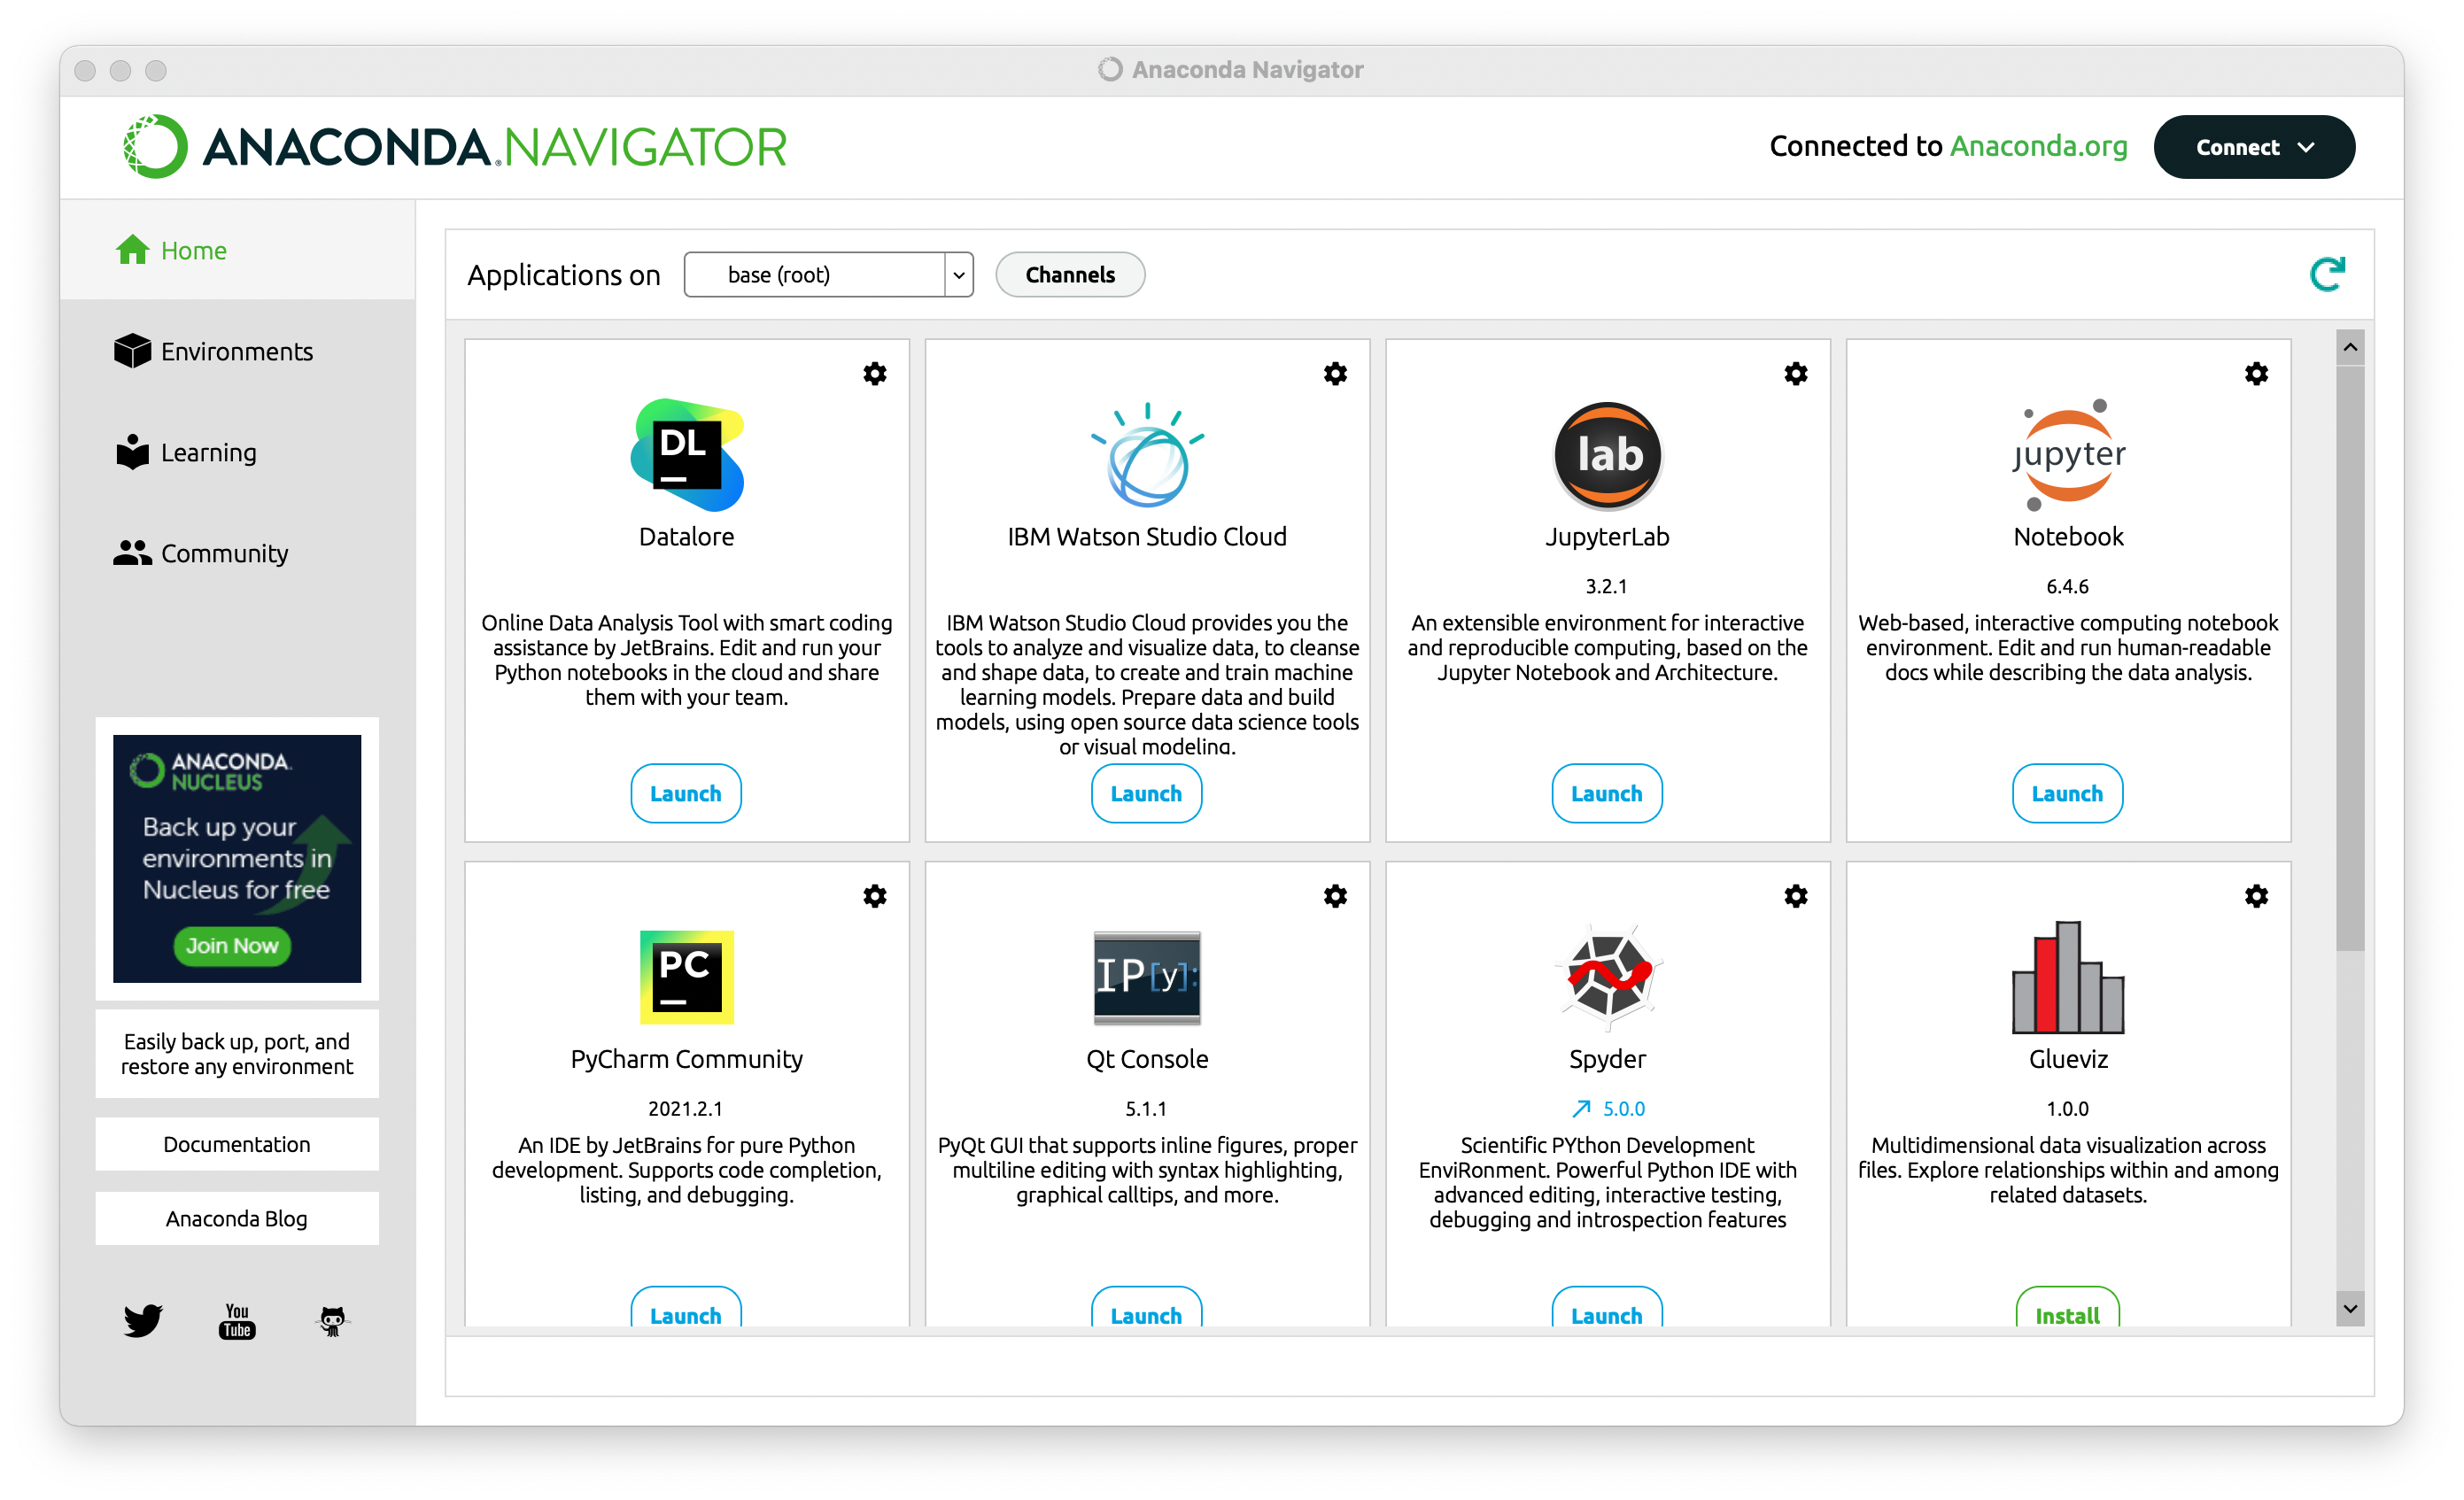 Anaconda Navigator
ANACONDA.NAVIGATOR
Connected to Anaconda.org
Connect
Home
Environments
Learning
Community
ANACONDA.
NUCLEUS
Back up your
environments in
Nucleus for free
Join Now
Easily back up, port, and
restore any environment
Documentation
Anaconda Blog
You
Tube
Applications on
base (root)
Channels
DL
Datalore
Online Data Analysis Tool with smart coding
assistance by JetBrains. Edit and run your
Python notebooks in the cloud and share
them with your team.
Launch
IBM Watson Studio Cloud
IBM Watson Studio Cloud provides you the
tools to analyze and visualize data, to cleanse
and shape data, to create and train machine
learning models. Prepare data and build
models, using open source data science tools
or visual modeling.
Launch
lab
JupyterLab
3.2.1
An extensible environment for interactive
and reproducible computing, based on the
Jupyter Notebook and Architecture.
Launch
jupyter
Notebook
6.4.6
Web-based, interactive computing notebook
environment. Edit and run human-readable
docs while describing the data analysis.
Launch
PC
PyCharm Community
2021.2.1
An IDE by JetBrains for pure Python
development. Supports code completion,
listing, and debugging.
Launch
IP[y]:
Qt Console
5.1.1
PyQt GUI that supports inline figures, proper
multiline editing with syntax highlighting,
graphical calltips, and more.
Launch
Spyder
5.0.0
Scientific PYthon Development
EnviRonment. Powerful Python IDE with
advanced editing, interactive testing,
debugging and introspection features
Launch
Glueviz
1.0.0
Multidimensional data visualization across
files. Explore relationships within and among
related datasets.
Install